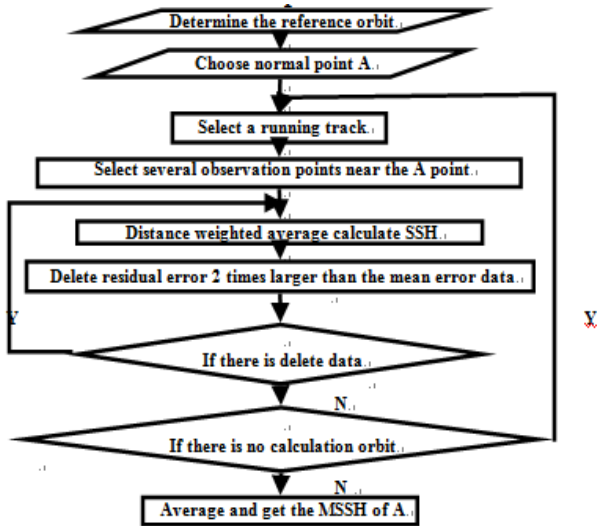 Determine the reference orbit.
Choose normal point A.
Select a running track.
Select several observation points near the A point.
Distance weighted average calculate SSH.
Delete residual error 2 times larger than the mean error data.
Y
Y
If there is delete data.
N.
If there is no calculation orbit.
N
Average and get the MSSH of A.